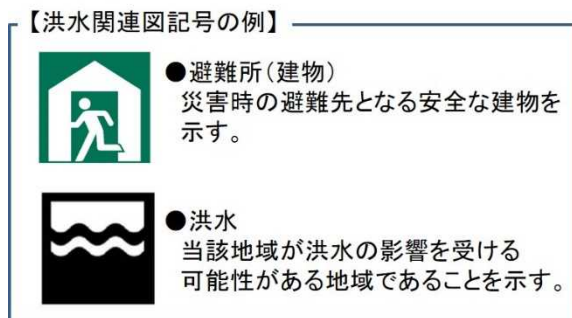 【洪水関連図記号の例】
●避難所(建物)
災害時の避難先となる安全な建物を
示す。
●洪水
当該地域が洪水の影響を受ける
可能性がある地域であることを示す。